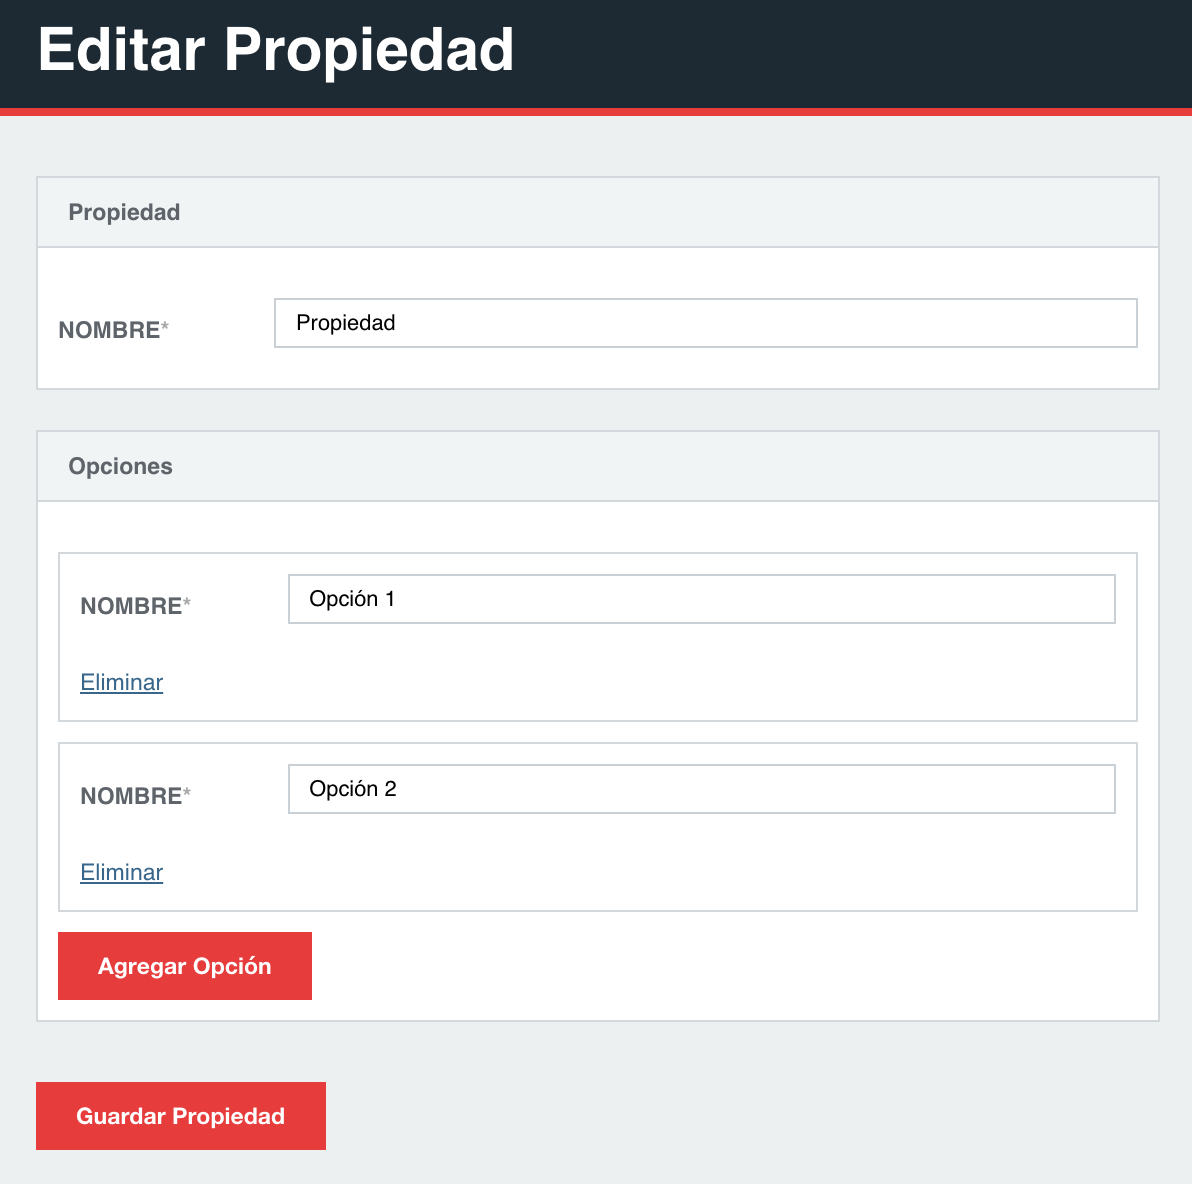 Editar Propiedad
Propiedad
NOMBRE* Propiedad
Opciones
NOMBRE* Opción 1
Eliminar
NOMBRE* Opción 2
Eliminar
Agregar Opción
Guardar Propiedad